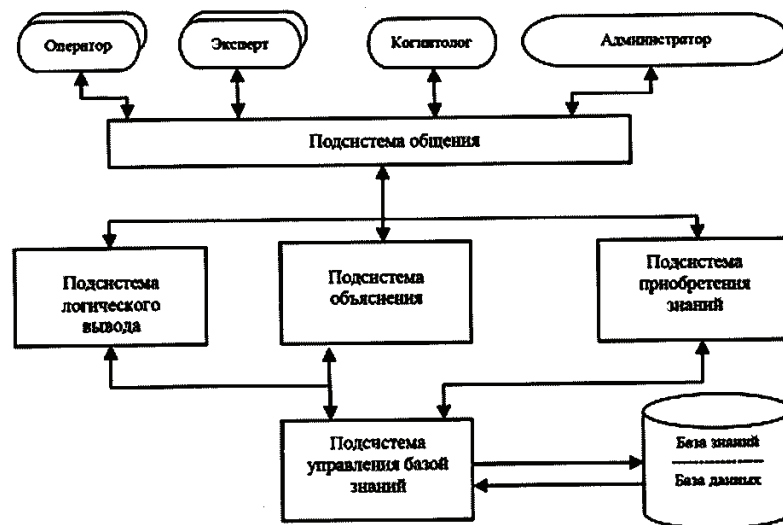 Оператор
Эксперт
Когнитолог
Администратор
Подсистема общения
Подсистема
логического
вывода
Подсистема
объяснения
Подсистема
приобретения
знаний
Подсистема
управления базой
знаний
База знаний
База данных